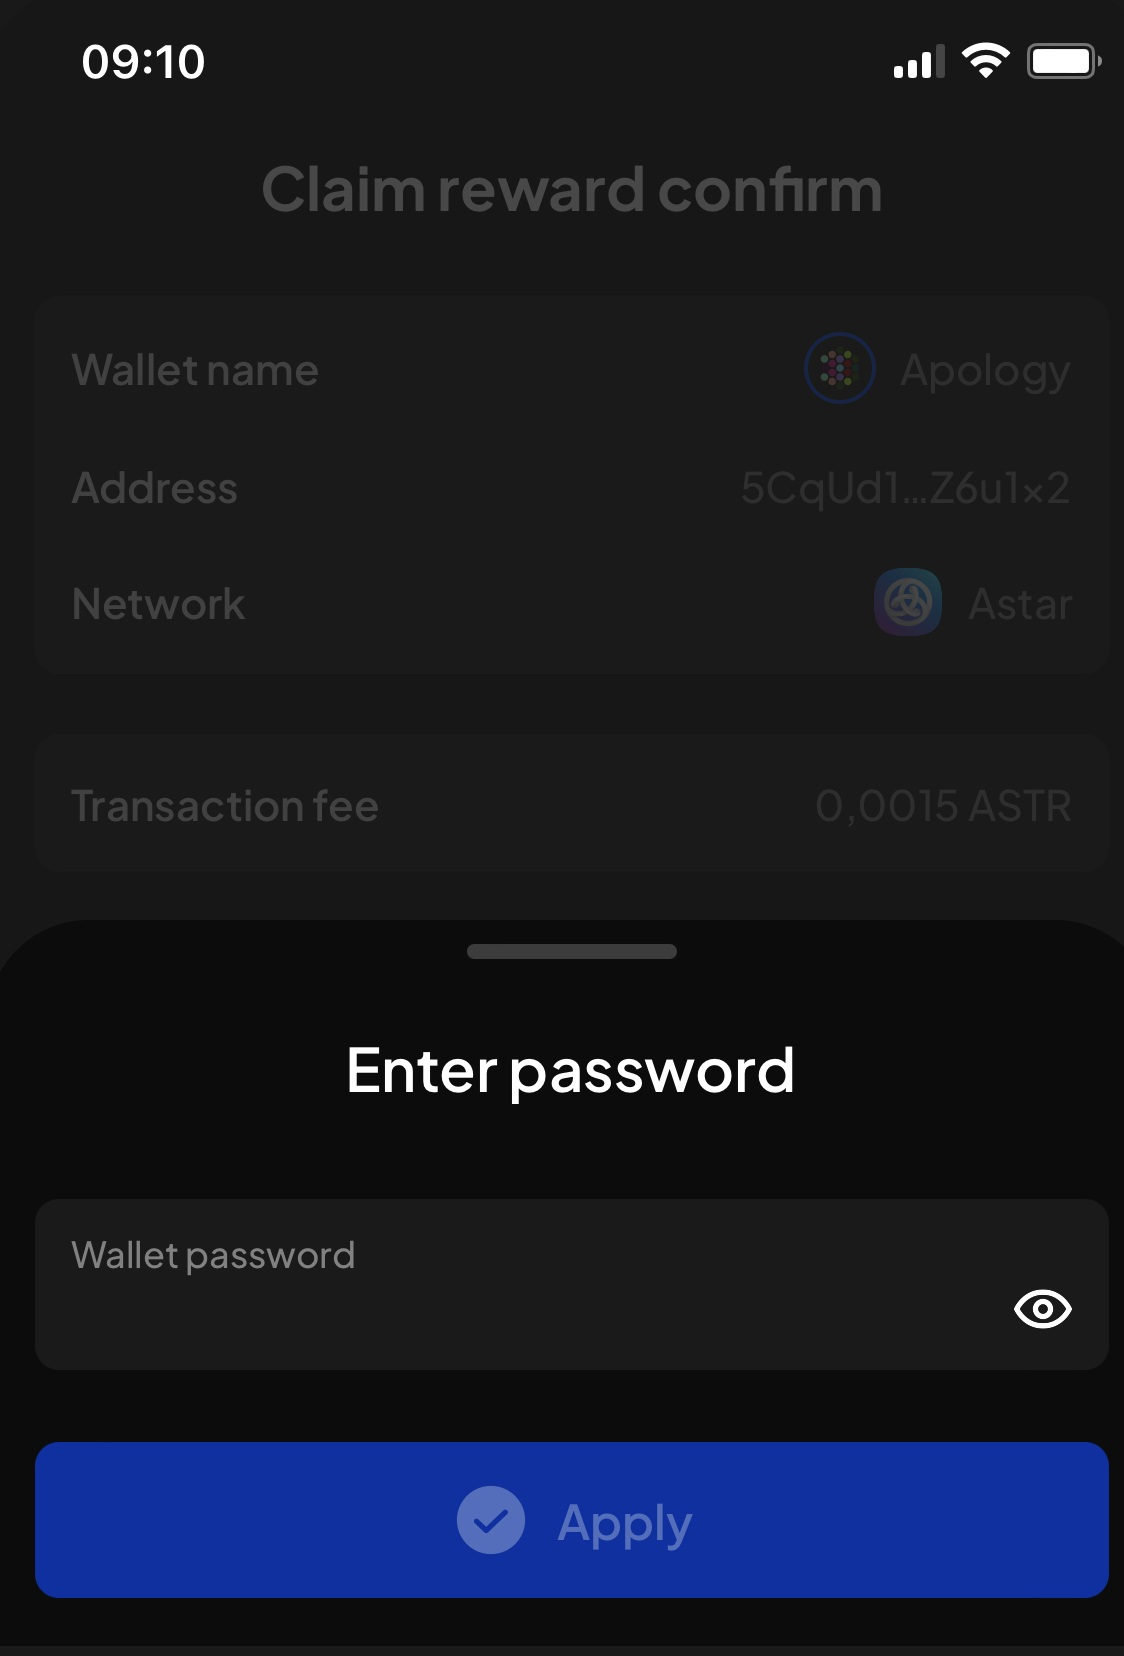 09:10
Claim reward confirm
Wallet name Apology
Address 5CqUd1...Z6u1x2
Network Astar
Transaction fee 0,0015 ASTR
Enter password
Wallet password
Apply